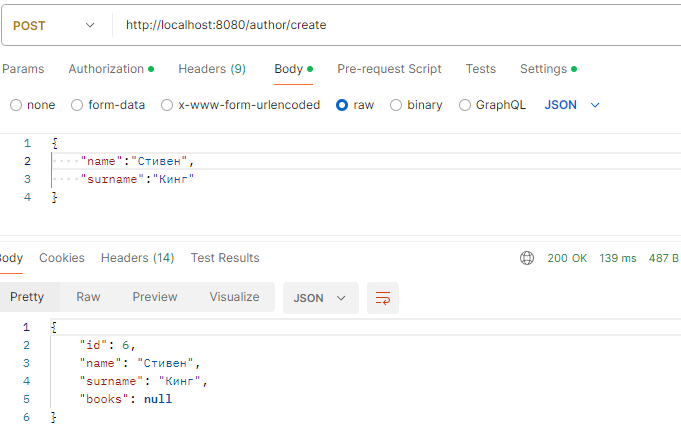 POST http://localhost:8080/author/create
Params Authorization Headers (9) Body Pre-request Script Tests Settings
none form-data x-www-form-urlencoded raw binary GraphQL JSON
1 {
2 "name":"Стивен",
3 "surname":"Кинг"
4 }
Body Cookies Headers (14) Test Results 200 OK 139 ms 487 B
Pretty Raw Preview Visualize JSON
1 {
2 "id": 6,
3 "name": "Стивен",
4 "surname": "Кинг",
5 "books": null
6 }